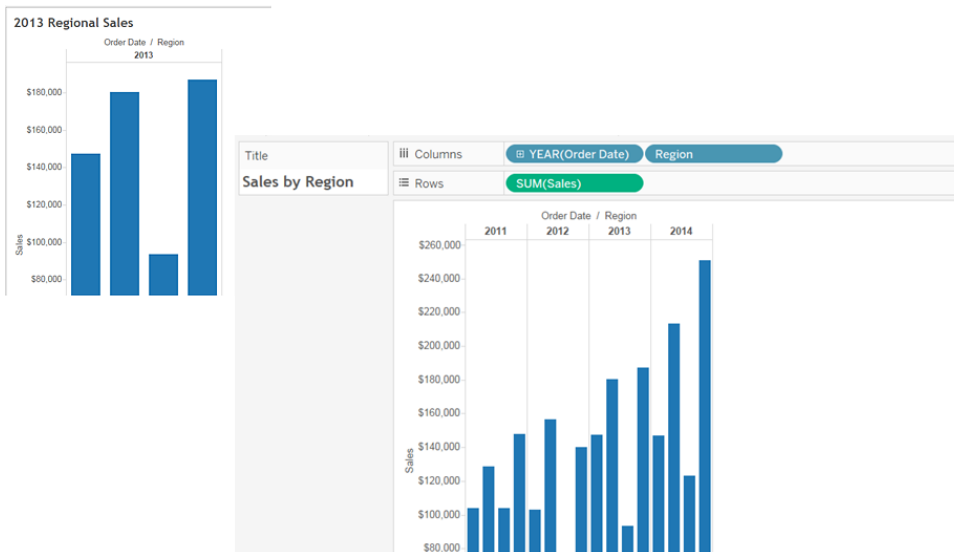 2013 Regional Sales
Order Date / Region
2013
$180,000
$160,000
$140,000
$120,000
$100,000
$80,000
Sales
Title
Sales by Region
Columns
YEAR(Order Date)
Region
Rows
SUM(Sales)
Order Date / Region
2011 2012 2013 2014
$260,000
$240,000
$220,000
$200,000
$180,000
$160,000
$140,000
$120,000
$100,000
$80,000
Sales